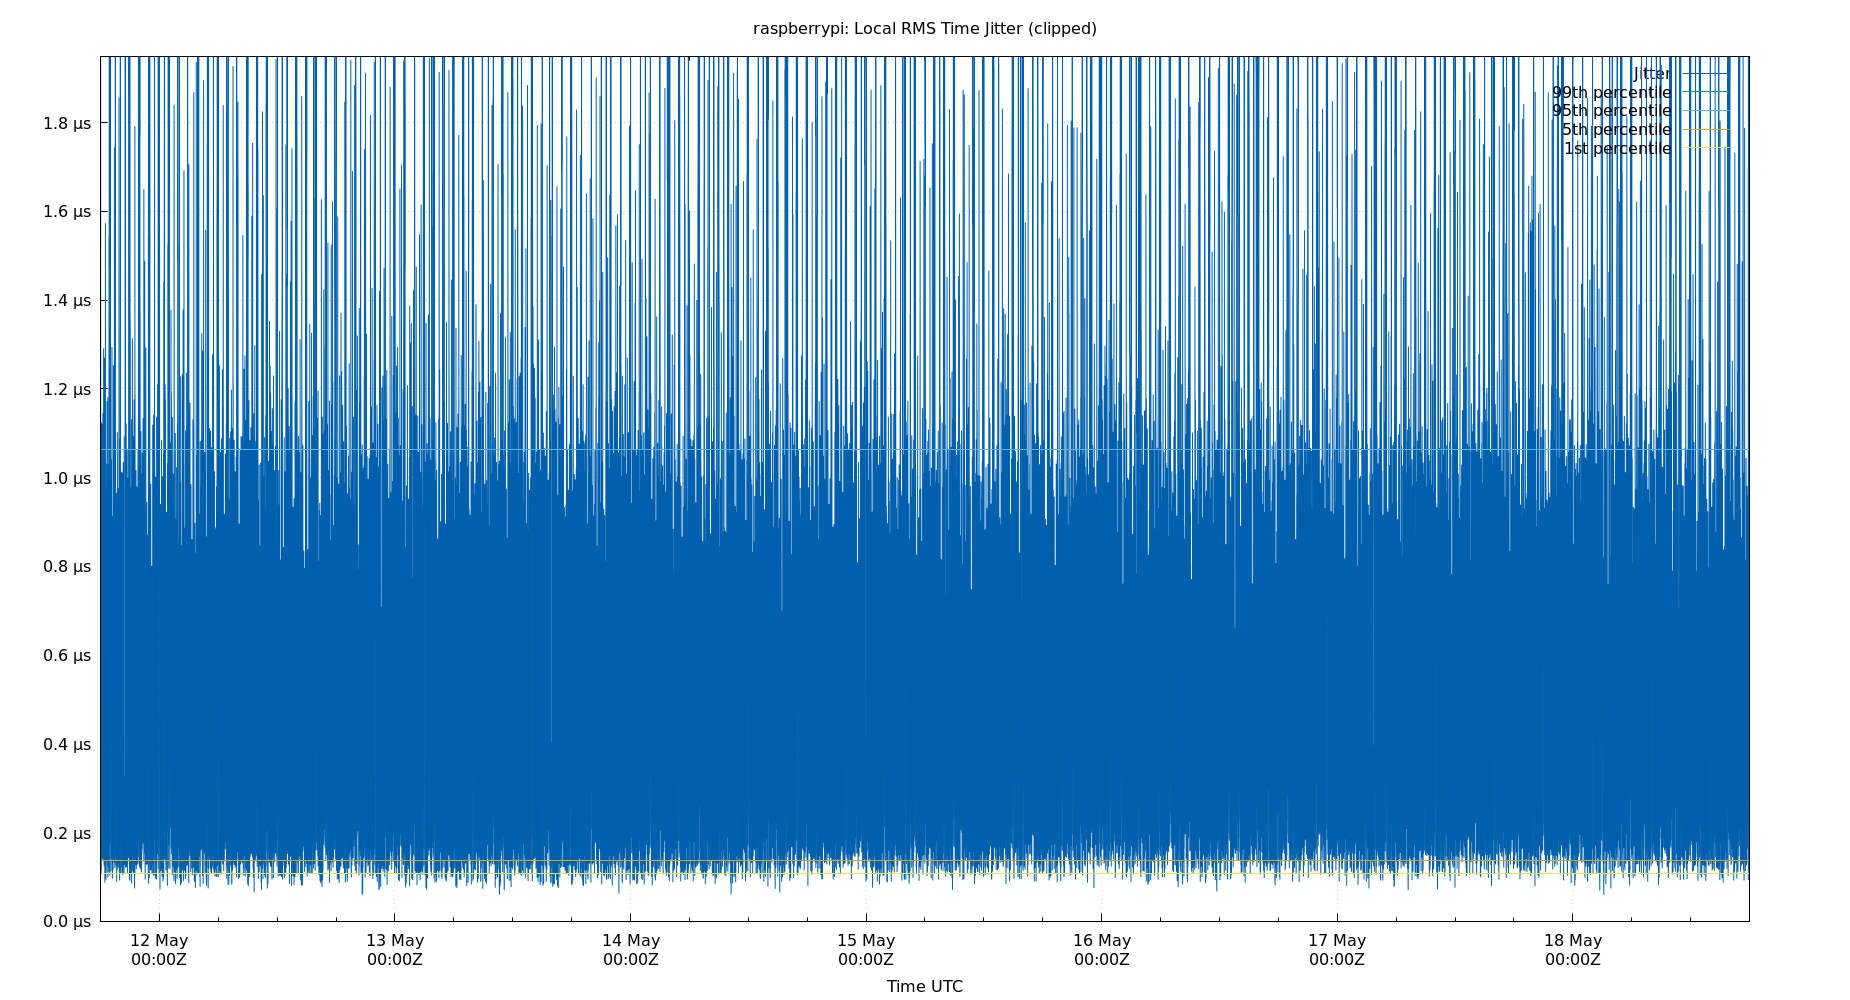 raspberrypi: Local RMS Time Jitter (clipped)
Jitter
99th percentile
95th percentile
5th percentile
1st percentile
1.8 µs
1.6 µs
1.4 µs
1.2 µs
1.0 µs
0.8 µs
0.6 µs
0.4 µs
0.2 µs
0.0 µs
12 May 13 May 14 May 15 May 16 May 17 May 18 May
00:00Z 00:00Z 00:00Z 00:00Z 00:00Z 00:00Z 00:00Z
Time UTC